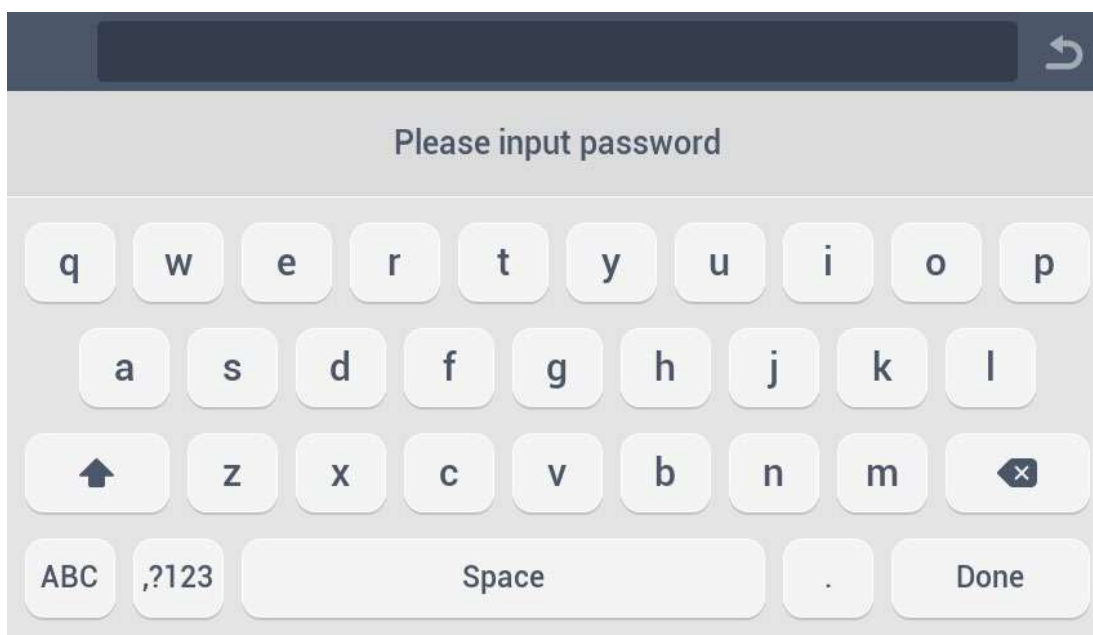 Please input password
q w e r t y u i o p
a s d f g h j k l
z x c v b n m
ABC ,?123 Space . Done